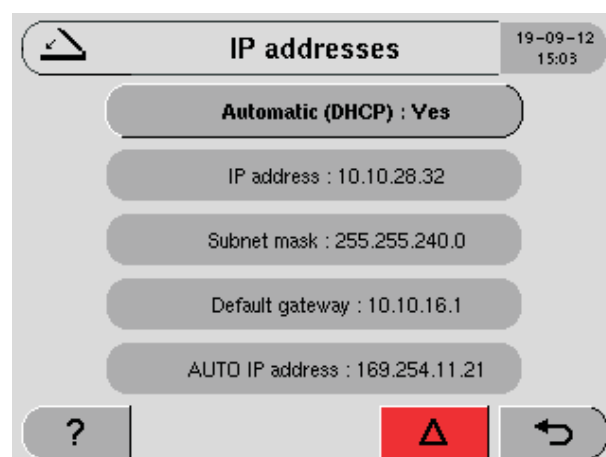 IP addresses
19-09-12
15:03
Automatic (DHCP) : Yes
IP address : 10.10.28.32
Subnet mask : 255.255.240.0
Default gateway : 10.10.16.1
AUTO IP address : 169.254.11.21
?